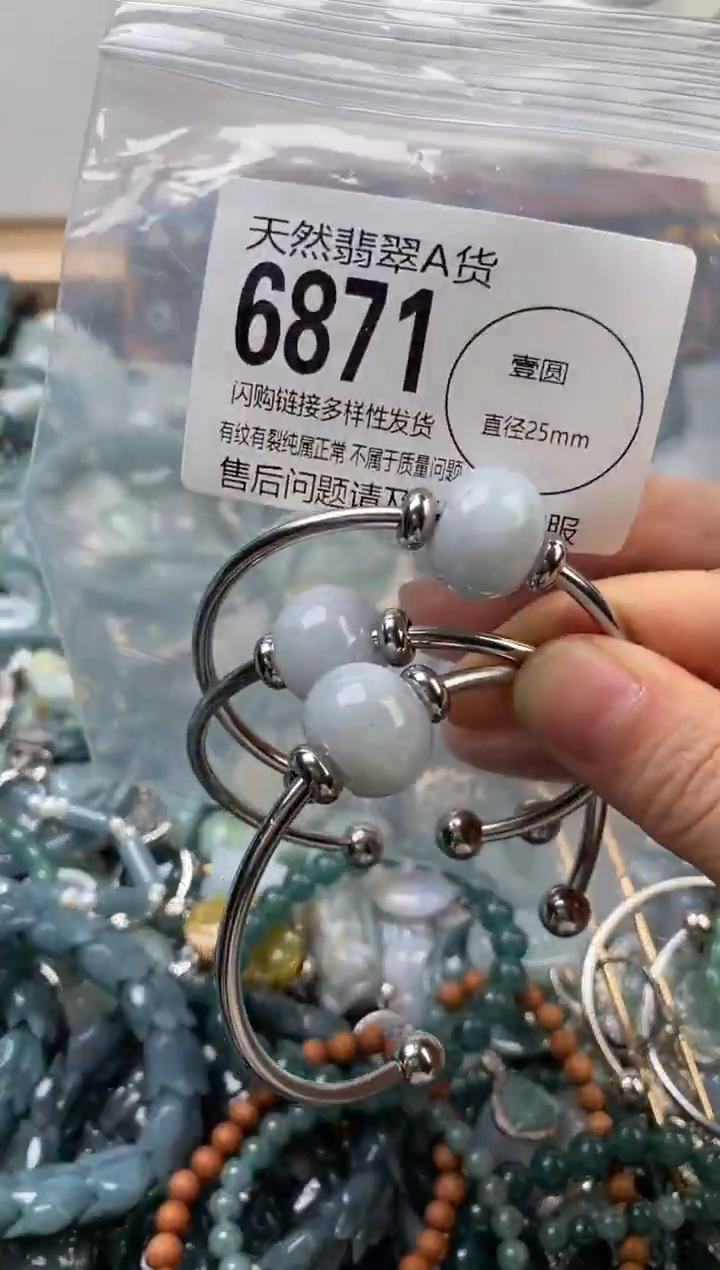 天然翡翠A货
6871
壹圆
闪购链接多样性发货
直径25mm
有纹有裂纯属正常 不属于质量问题
售后问题请
服